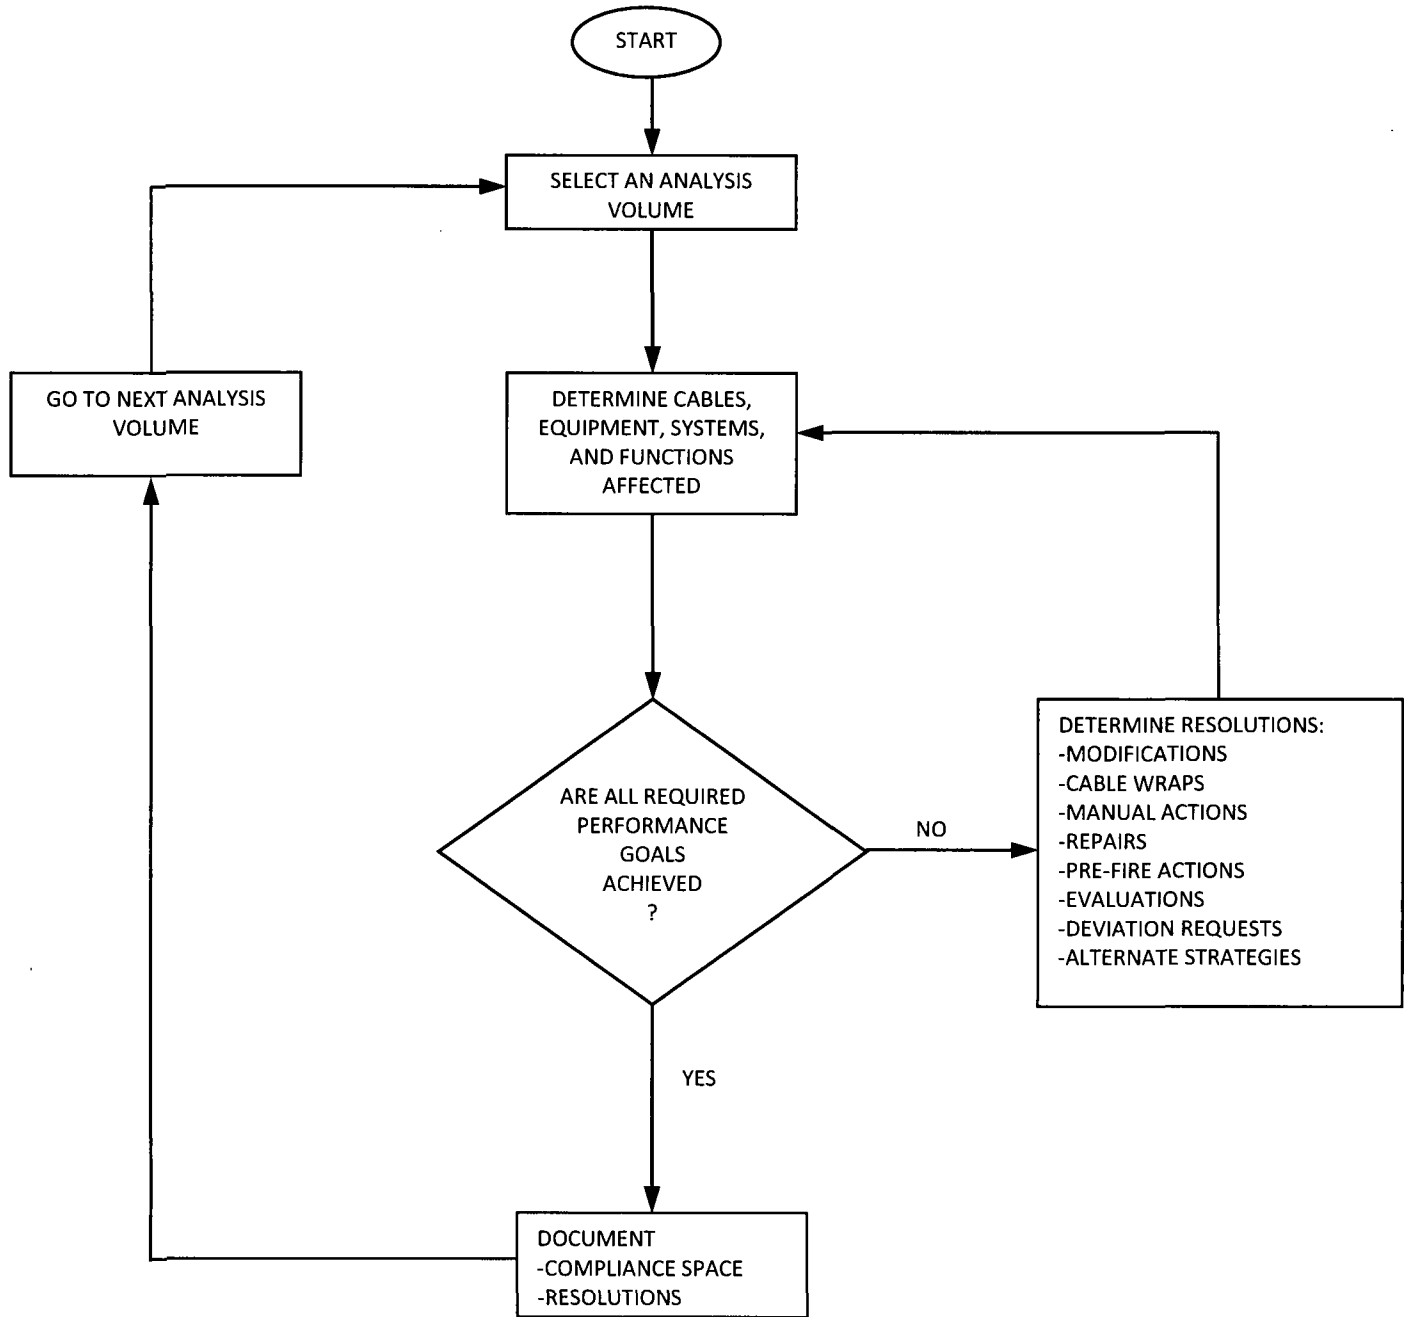 START
SELECT AN ANALYSIS
VOLUME
GO TO NEXT ANALYSIS
VOLUME
DETERMINE CABLES,
EQUIPMENT, SYSTEMS,
AND FUNCTIONS
AFFECTED
ARE ALL REQUIRED
PERFORMANCE
GOALS
ACHIEVED
?
NO
DETERMINE RESOLUTIONS:
-MODIFICATIONS
-CABLE WRAPS
-MANUAL ACTIONS
-REPAIRS
-PRE-FIRE ACTIONS
-EVALUATIONS
-DEVIATION REQUESTS
-ALTERNATE STRATEGIES
YES
DOCUMENT
-COMPLIANCE SPACE
-RESOLUTIONS